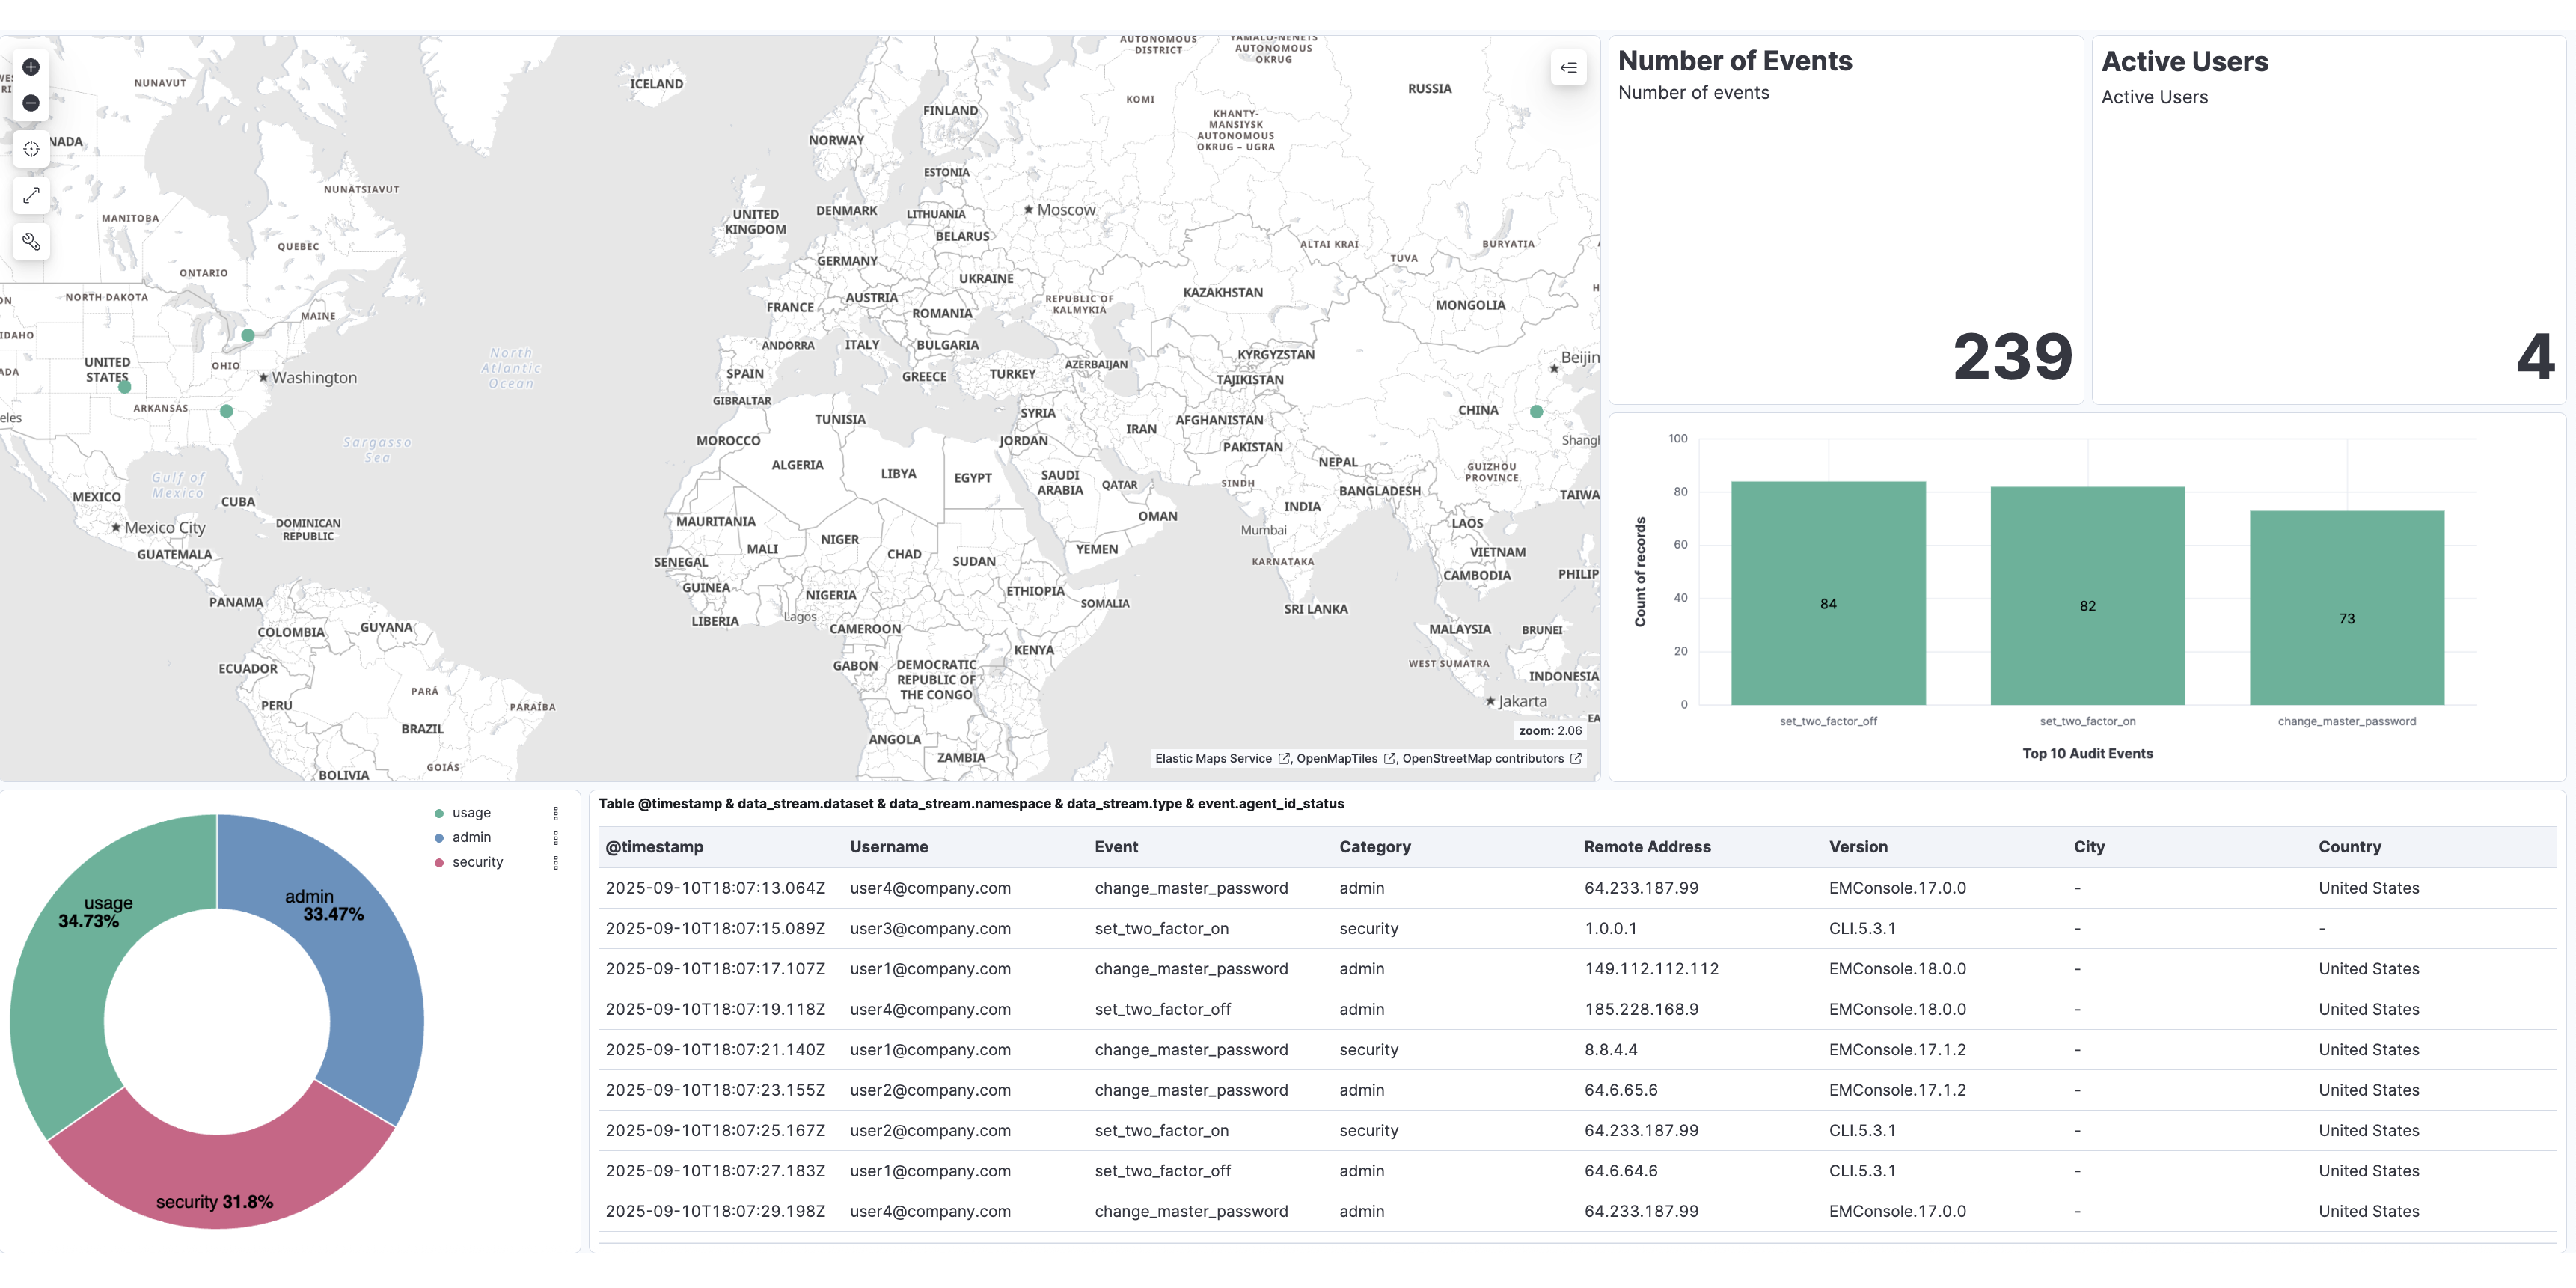 AUTONOMOUS
DISTRICT
YAMALO-NENETS
AUTONOMOUS
OKRUG
NUNAVUT
ICELAND
RUSSIA
KOMI
FINLAND
KHANTY-
MANSIYSK
AUTONOMOUS
OKRUG – UGRA
NADA
NORWAY
ESTONIA
NUNATSIAVUT
MANITOBA
UNITED
KINGDOM
DENMARK
LITHUANIA
Moscow
BELARUS
QUEBEC
ALTAI KRAI
BURYATIA
TUVA
GERMANY
ONTARIO
UKRAINE
KAZAKHSTAN
NORTH DAKOTA
AUSTRIA
FRANCE
REPUBLIC OF
KALMYKIA
MONGOLIA
MAINE
ROMANIA
IDAHO
ANDORRA
ITALY
BULGARIA
KYRGYZSTAN
North
Atlantic
Ocean
UNITED
STATES
OHIO
Washington
SPAIN
GREECE
TURKEY
AZERBAIJAN
TAJIKISTAN
Beijin
GIBRALTAR
ARKANSAS
eles
TUNISIA
SYRIA
AFGHANISTAN
CHINA
Sargasso
Sea
MOROCCO
JORDAN
IRAN
PAKISTAN
Shangh
ALGERIA
LIBYA
EGYPT
SAUDI
ARABIA
QATAR
NEPAL
SINDH
GUIZHOU
PROVINCE
Gulf of
Mexico
MEXICO
CUBA
BANGLADESH
TAIWA
Mexico City
DOMINICAN
REPUBLIC
MAURITANIA
OMAN
INDIA
Mumbai
LAOS
GUATEMALA
MALI
NIGER
CHAD
SUDAN
YEMEN
VIETNAM
SENEGAL
KARNATAKA
CAMBODIA
PHILIP
GUINEA
NIGERIA
ETHIOPIA
SOMALIA
PANAMA
LIBERIA
Lagos
CAMEROON
SRI LANKA
COLOMBIA
GUYANA
MALAYSIA
BRUNEI
KENYA
ECUADOR
GABON
DEMOCRATIC
REPUBLIC OF
THE CONGO
WEST SUMATRA
INDONESIA
PARÁ
PERU
PARAÍBA
Jakarta
BRAZIL
EA
ANGOLA
ZAMBIA
GOIÁS
BOLIVIA
zoom: 2.06
Elastic Maps Service , OpenMapTiles , OpenStreetMap contributors
Number of Events
Number of events
239
Active Users
Active Users
4
100
80
60
40
20
0
Count of records
84
82
73
set_two_factor_off
set_two_factor_on
change_master_password
Top 10 Audit Events
usage
admin
security
usage
34.73%
admin
33.47%
security 31.8%
Table @timestamp & data_stream.dataset & data_stream.namespace & data_stream.type & event.agent_id_status
@timestamp Username Event Category Remote Address Version City Country
2025-09-10T18:07:13.064Z user4@company.com change_master_password admin 64.233.187.99 EMConsole.17.0.0 - United States
2025-09-10T18:07:15.089Z user3@company.com set_two_factor_on security 1.0.0.1 CLI.5.3.1 - -
2025-09-10T18:07:17.107Z user1@company.com change_master_password admin 149.112.112.112 EMConsole.18.0.0 - United States
2025-09-10T18:07:19.118Z user4@company.com set_two_factor_off admin 185.228.168.9 EMConsole.18.0.0 - United States
2025-09-10T18:07:21.140Z user1@company.com change_master_password security 8.8.4.4 EMConsole.17.1.2 - United States
2025-09-10T18:07:23.155Z user2@company.com change_master_password admin 64.6.65.6 EMConsole.17.1.2 - United States
2025-09-10T18:07:25.167Z user2@company.com set_two_factor_on security 64.233.187.99 CLI.5.3.1 - United States
2025-09-10T18:07:27.183Z user1@company.com set_two_factor_off admin 64.6.64.6 CLI.5.3.1 - United States
2025-09-10T18:07:29.198Z user4@company.com change_master_password admin 64.233.187.99 EMConsole.17.0.0 - United States